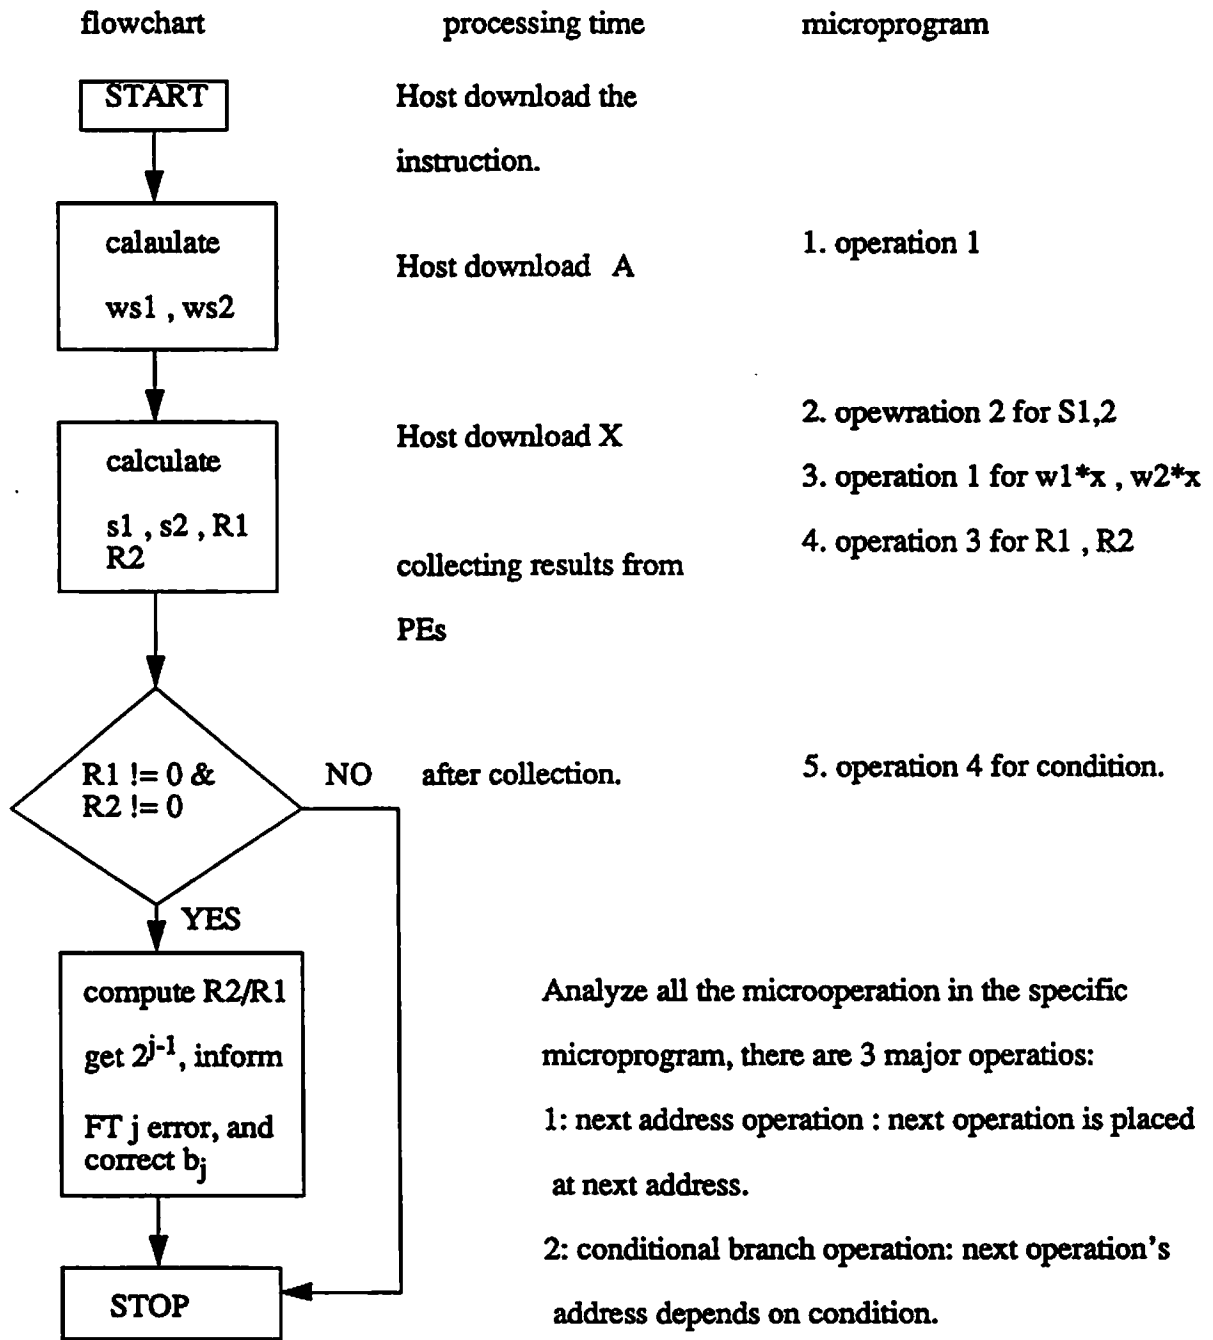 flowchart processing time microprogram
START
Host download the
instruction.
calaulate
ws1 , ws2
Host download A
1. operation 1
calculate
s1 , s2 , R1
R2
Host download X
collecting results from
PEs
2. opewration 2 for S1,2
3. operation 1 for w1*x , w2*x
4. operation 3 for R1 , R2
R1 != 0 &
R2 != 0
NO
after collection.
5. operation 4 for condition.
YES
compute R2/R1
get 2^{j-1}, inform
FT j error, and
correct b_j
STOP
Analyze all the microoperation in the specific
microprogram, there are 3 major operatios:
1: next address operation : next operation is placed
at next address.
2: conditional branch operation: next operation's
address depends on condition.